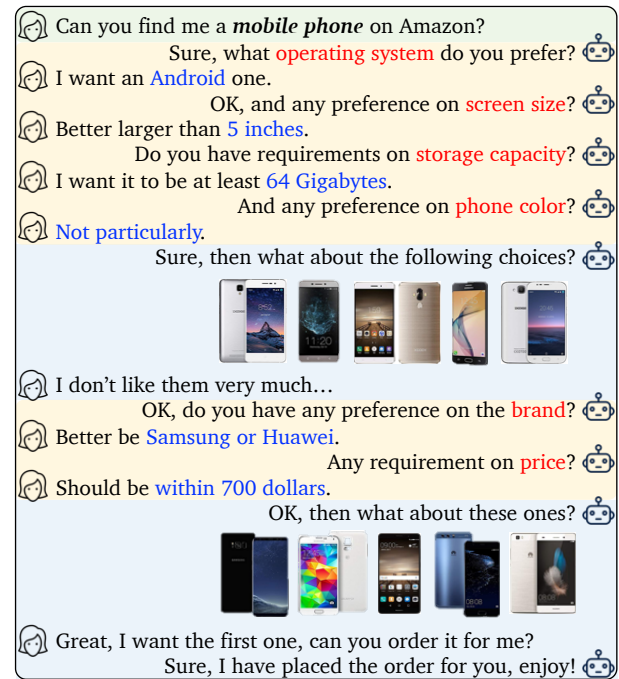 Can you find me a mobile phone on Amazon?
Sure, what operating system do you prefer?
I want an Android one.
OK, and any preference on screen size?
Better larger than 5 inches.
Do you have requirements on storage capacity?
I want it to be at least 64 Gigabytes.
And any preference on phone color?
Not particularly.
Sure, then what about the following choices?
I don't like them very much…
OK, do you have any preference on the brand?
Better be Samsung or Huawei.
Any requirement on price?
Should be within 700 dollars.
OK, then what about these ones?
Great, I want the first one, can you order it for me?
Sure, I have placed the order for you, enjoy!